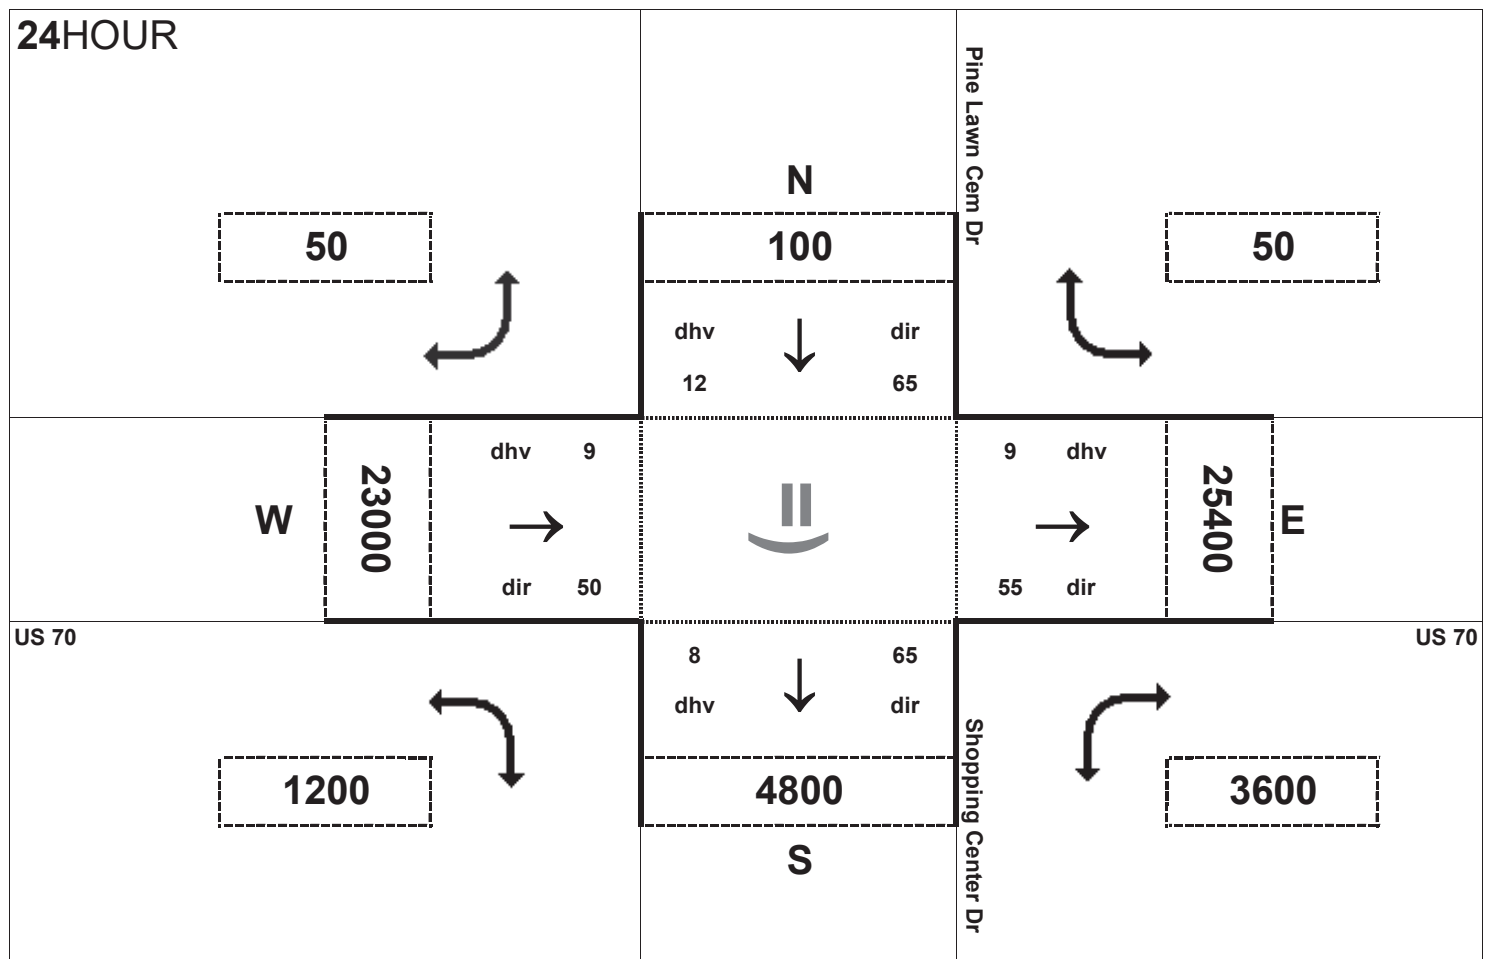 24HOUR
Pine Lawn Cem Dr
N
50
100
50
dhv
dir
12
65
dhv 9
9 dhv
W
23000
25400
E
dir 50
55 dir
US 70
US 70
8
65
dhv
dir
Shopping Center Dr
1200
4800
3600
S